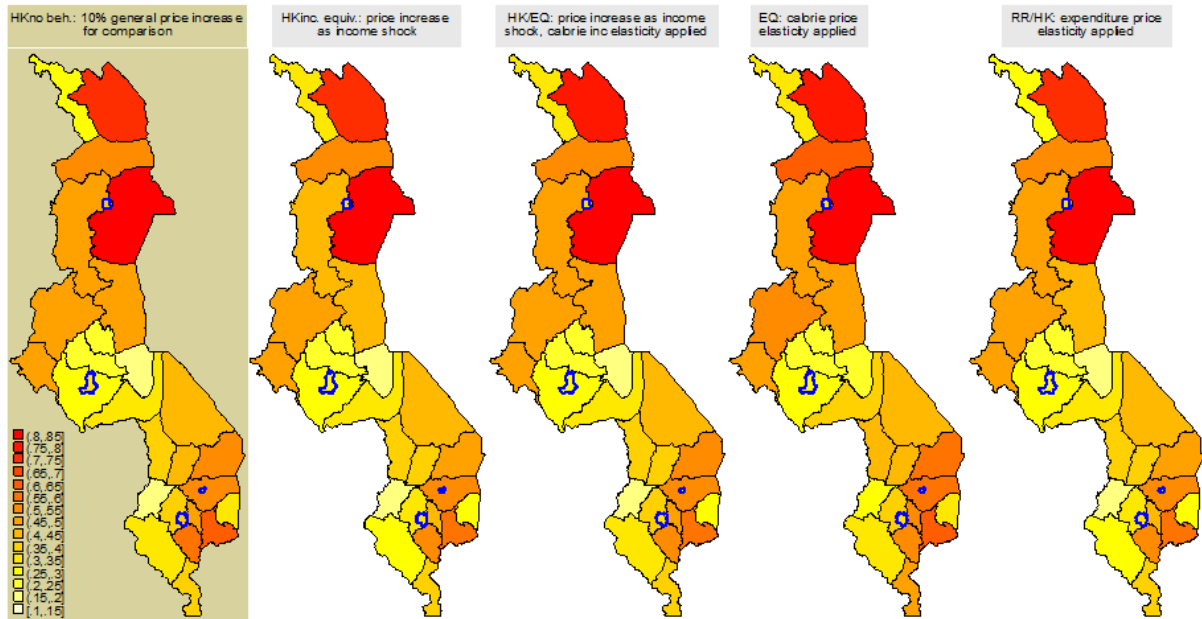 HKno beh.: 10% general price increase
for comparison
HKinc. equiv.: price increase
as income shock
HK/EQ: price increase as income
shock, calbrie inc elasticity applied
EQ: calbrie price
elasticity applied
RR/HK: expenditure price
elasticity applied
(.8,.85]
(.75,.8]
(.7,.75]
(.65,.7]
(.6,.65]
(.55,.6]
(.5,.55]
(.45,.5]
(.4,.45]
(.35,.4]
(.3,.35]
(.25,.3]
(.2,.25]
(.15,.2]
[.1,.15]